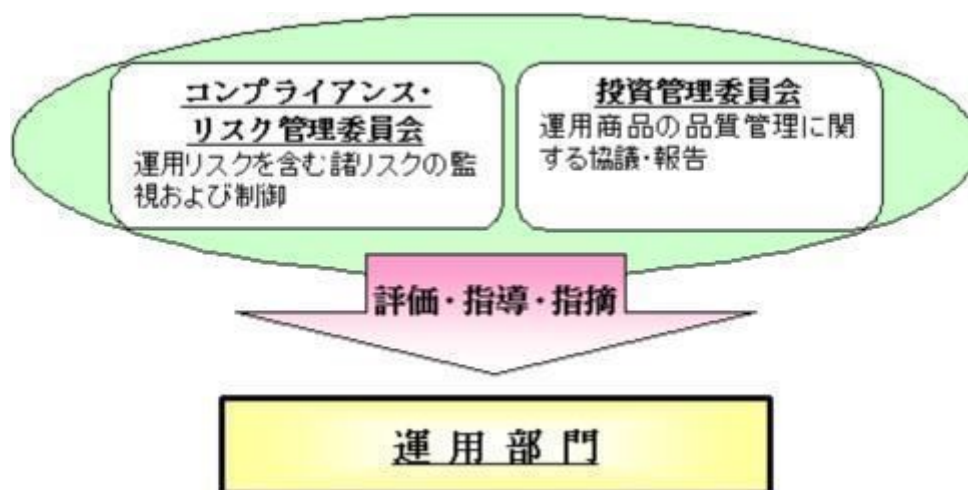 コンプライアンス・
リスク管理委員会
運用リスクを含む諸リスクの監
視および制御
投資管理委員会
運用商品の品質管理に関
する協議・報告
評価・指導・指摘
運用部門